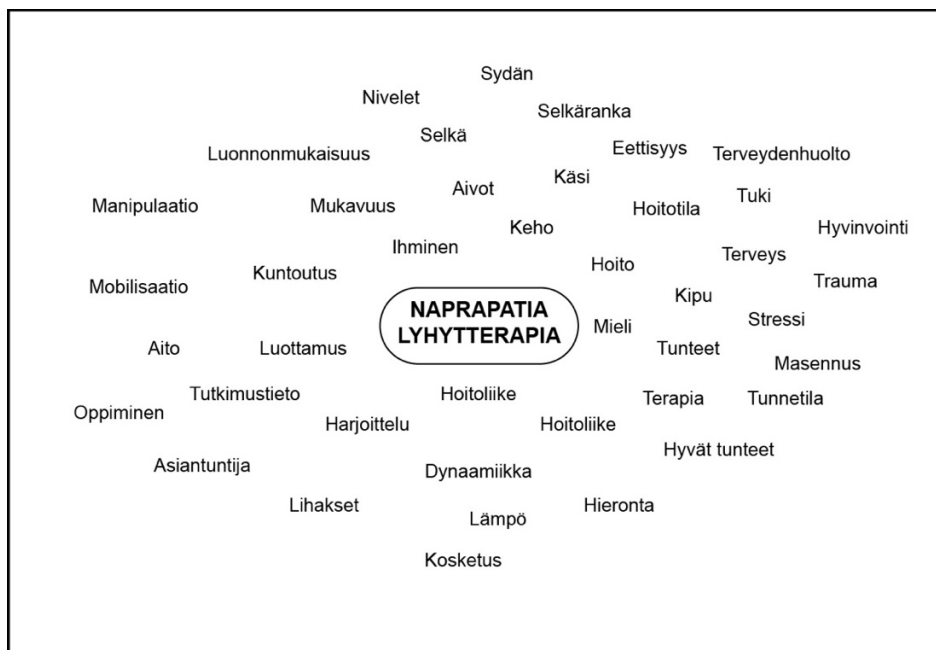 Sydän
Nivelet
Selkäranka
Selkä
Eettisyys
Luonnonmukaisuus
Terveydenhuolto
Käsi
Aivot
Tuki
Manipulaatio
Mukavuus
Hoitotila
Keho
Hyvinvointi
Ihminen
Terveys
Hoito
Kuntoutus
Trauma
Mobilisaatio
Kipu
NAPRAPATIA
LYHYTTERAPIA
Stressi
Mieli
Aito
Luottamus
Tunteet
Masennus
Tutkimustieto
Hoitoliike
Terapia
Tunnetila
Oppiminen
Harjoittelu
Hoitoliike
Hyvät tunteet
Asiantuntija
Dynaamiikka
Lihakset
Hieronta
Lämpö
Kosketus